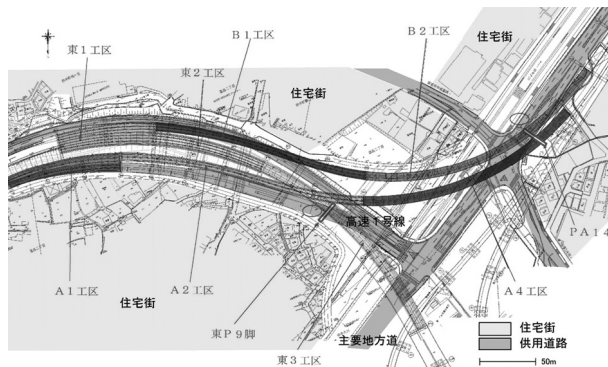 B1工区
B2工区
住宅街
東1工区
東2工区
住宅街
高速1号線
PA14
A1工区
A2工区
A4工区
住宅街
東P9脚
主要地方道
東3工区
住宅街
供用道路
50m